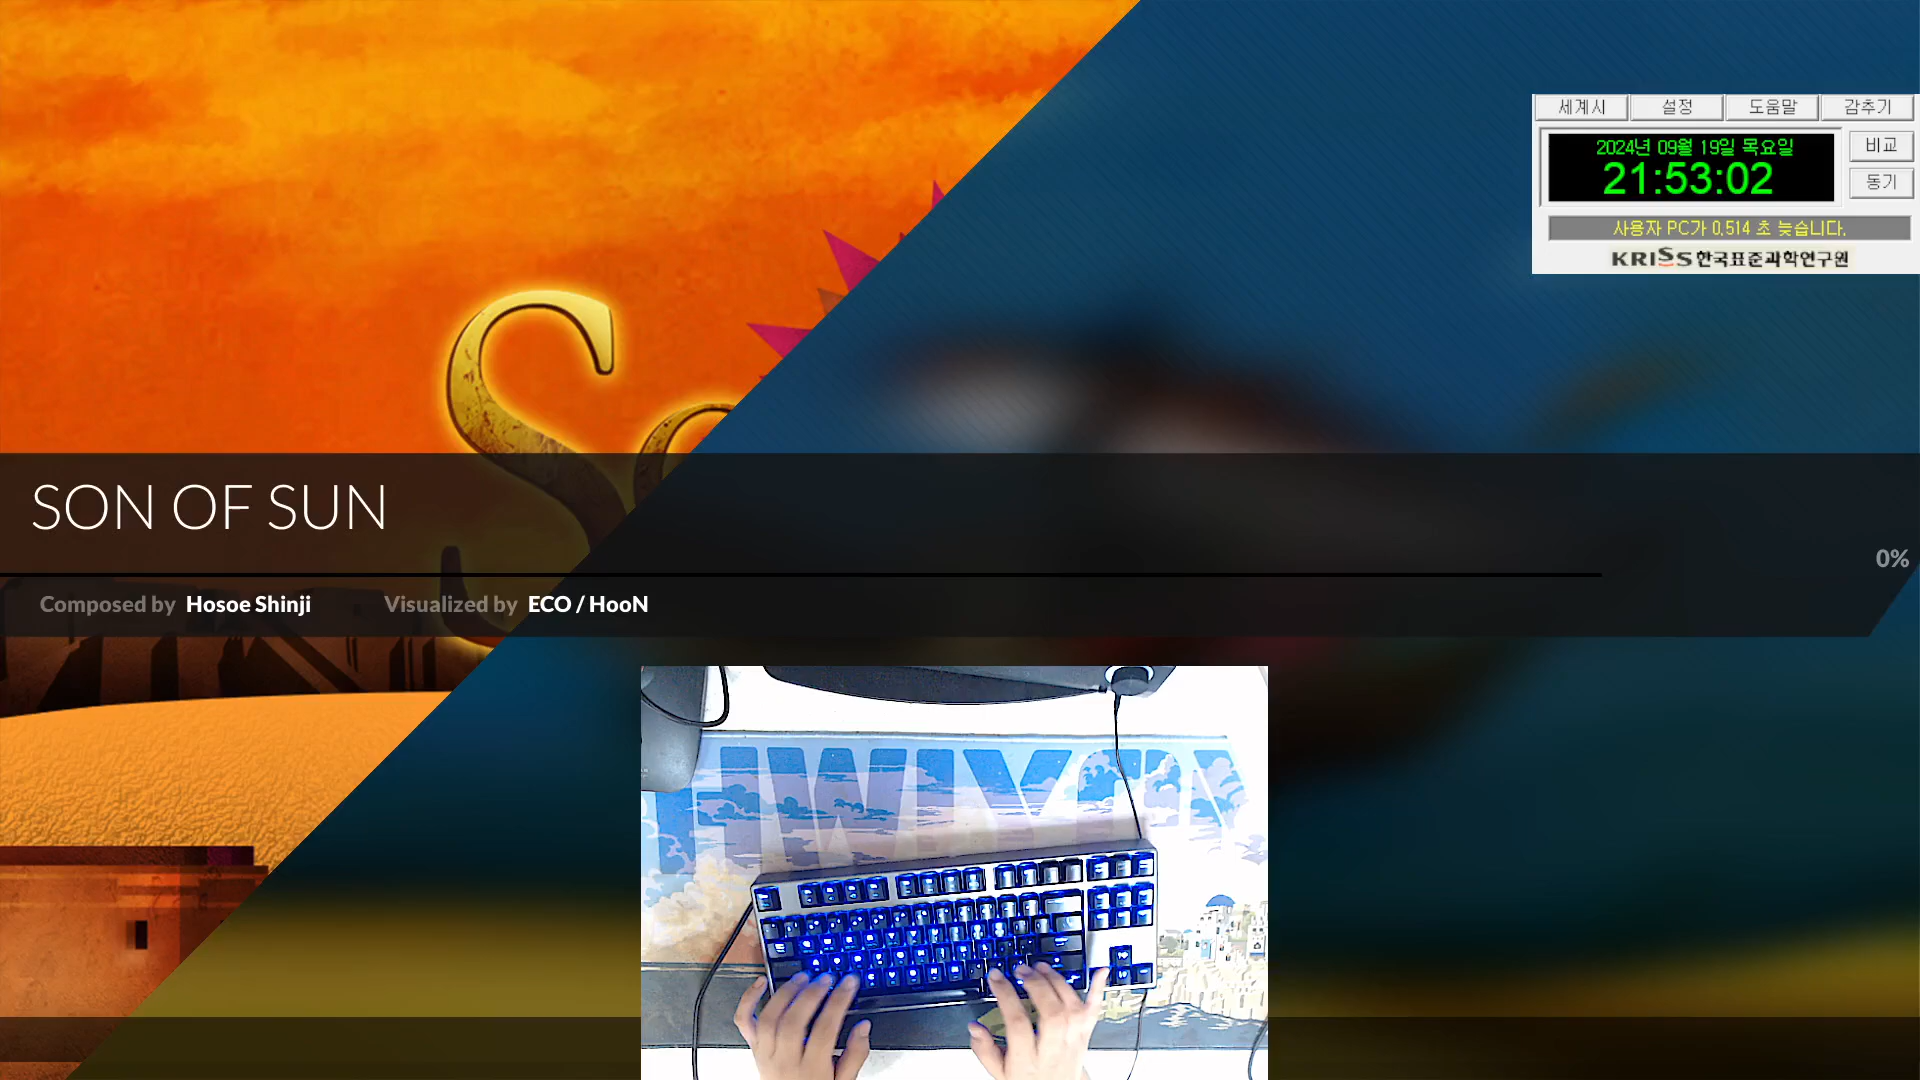 세계시 설정 도움말 감추기
2024년 09월 19일 목요일
비교
21:53:02
동기
사용자 PC가 0.514 초 늦습니다.
KRISS 한국표준과학연구원
So
SON OF SUN
0%
Composed by Hosoe Shinji Visualized by ECO / HooN